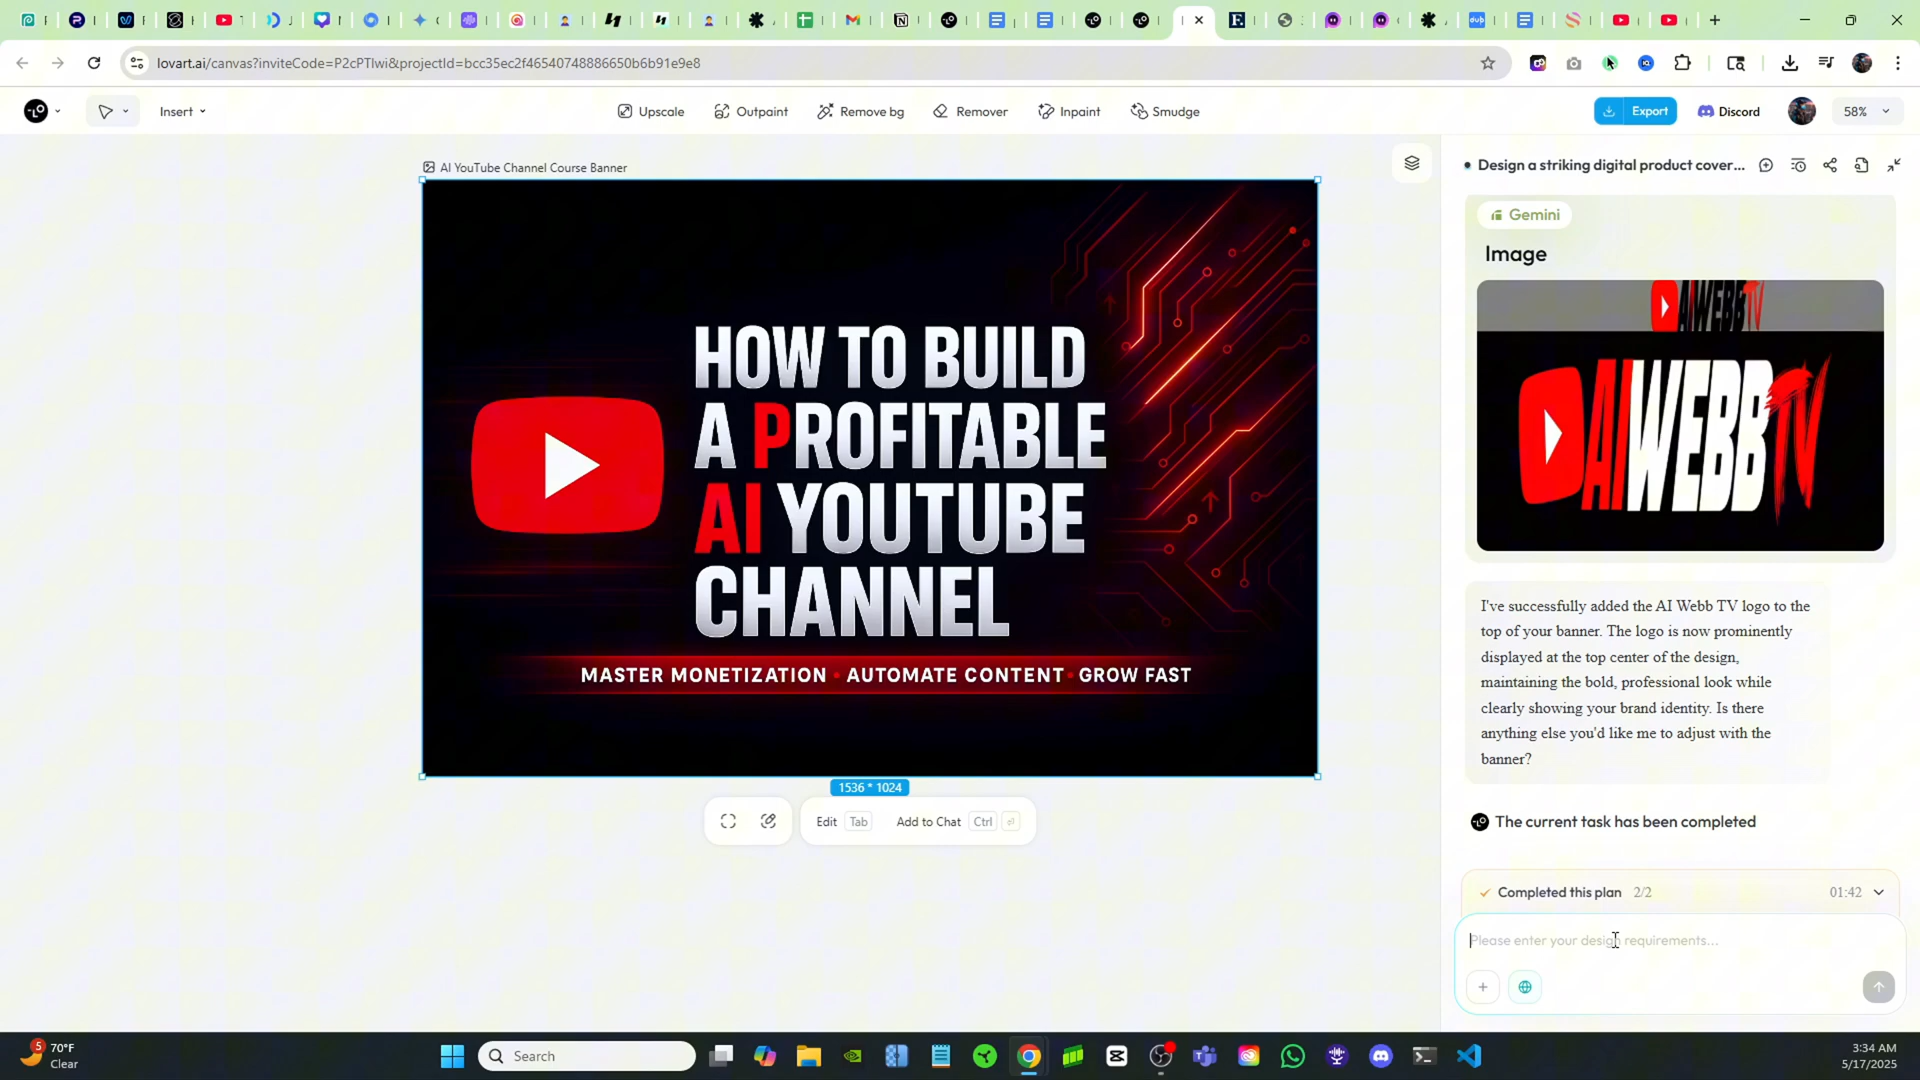 lovart.ai/canvas?inviteCode=P2cPTlwi&projectId=bcc35ec2f46540748886650b6b91e9e8
Insert
Upscale
Outpaint
Remove bg
Remover
Inpaint
Smudge
Export
Discord
58%
AI YouTube Channel Course Banner
HOW TO BUILD
A PROFITABLE
AI YOUTUBE
CHANNEL
MASTER MONETIZATION • AUTOMATE CONTENT • GROW FAST
1536 * 1024
Edit Tab
Add to Chat Ctrl
Design a striking digital product cover...
Gemini
Image
AIWEBBTV
AIWEBBTV
I've successfully added the AI Webb TV logo to the
top of your banner. The logo is now prominently
displayed at the top center of the design,
maintaining the bold, professional look while
clearly showing your brand identity. Is there
anything else you'd like me to adjust with the
banner?
The current task has been completed
Completed this plan 2/2 01:42
Please enter your design requirements...
5
70°F
Clear
Search
3:34 AM
5/17/2025